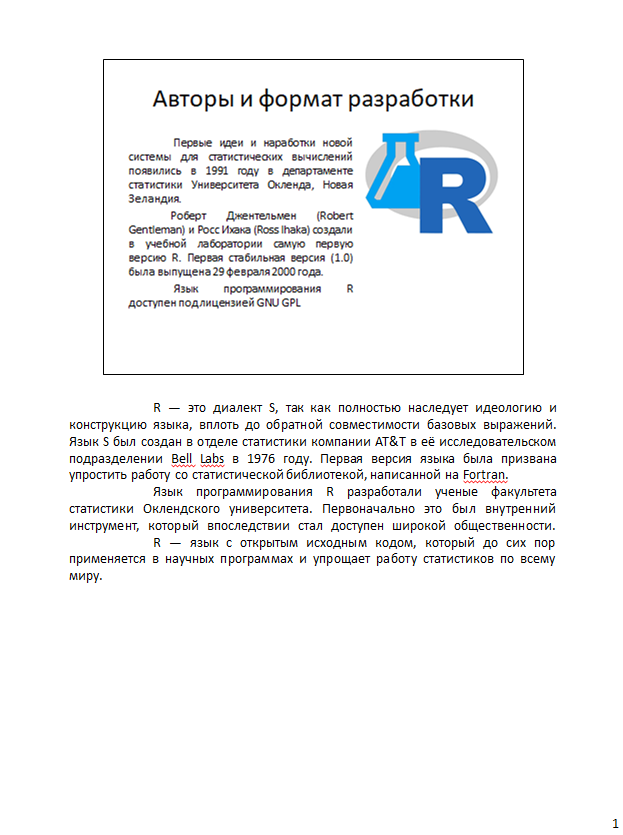 Авторы и формат разработки
Первые идеи и наработки новой
системы для статистических вычислений
появились в 1991 году в департаменте
статистики Университета Окленда, Новая
Зеландия.
Роберт Джентельмен (Robert
Gentleman) и Росс Ихака (Ross Ihaka) создали
в учебной лаборатории самую первую
версию R. Первая стабильная версия (1.0)
была выпущена 29 февраля 2000 года.
Язык программирования R
доступен под лицензией GNU GPL
R
R — это диалект S, так как полностью наследует идеологию и
конструкцию языка, вплоть до обратной совместимости базовых выражений.
Язык S был создан в отделе статистики компании AT&T в её исследовательском
подразделении Bell Labs в 1976 году. Первая версия языка была призвана
упростить работу со статистической библиотекой, написанной на Fortran.
Язык программирования R разработали ученые факультета
статистики Оклендского университета. Первоначально это был внутренний
инструмент, который впоследствии стал доступен широкой общественности.
R — язык с открытым исходным кодом, который до сих пор
применяется в научных программах и упрощает работу статистиков по всему
миру.
1